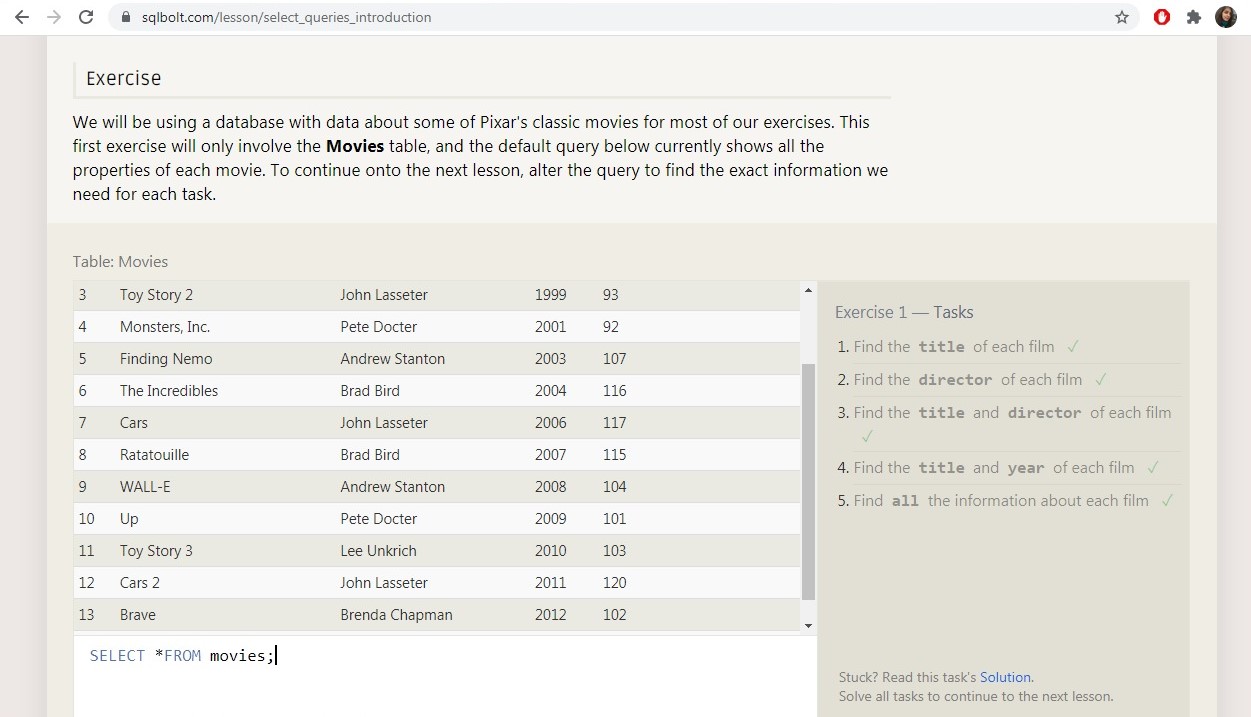 sqlbolt.com/lesson/select_queries_introduction
Exercise
We will be using a database with data about some of Pixar's classic movies for most of our exercises. This
first exercise will only involve the Movies table, and the default query below currently shows all the
properties of each movie. To continue onto the next lesson, alter the query to find the exact information we
need for each task.
Table: Movies
3 Toy Story 2 John Lasseter 1999 93
4 Monsters, Inc. Pete Docter 2001 92
5 Finding Nemo Andrew Stanton 2003 107
6 The Incredibles Brad Bird 2004 116
7 Cars John Lasseter 2006 117
8 Ratatouille Brad Bird 2007 115
9 WALL-E Andrew Stanton 2008 104
10 Up Pete Docter 2009 101
11 Toy Story 3 Lee Unkrich 2010 103
12 Cars 2 John Lasseter 2011 120
13 Brave Brenda Chapman 2012 102
SELECT *FROM movies;
Exercise 1 — Tasks
1. Find the title of each film ✓
2. Find the director of each film ✓
3. Find the title and director of each film
✓
4. Find the title and year of each film ✓
5. Find all the information about each film ✓
Stuck? Read this task's Solution.
Solve all tasks to continue to the next lesson.